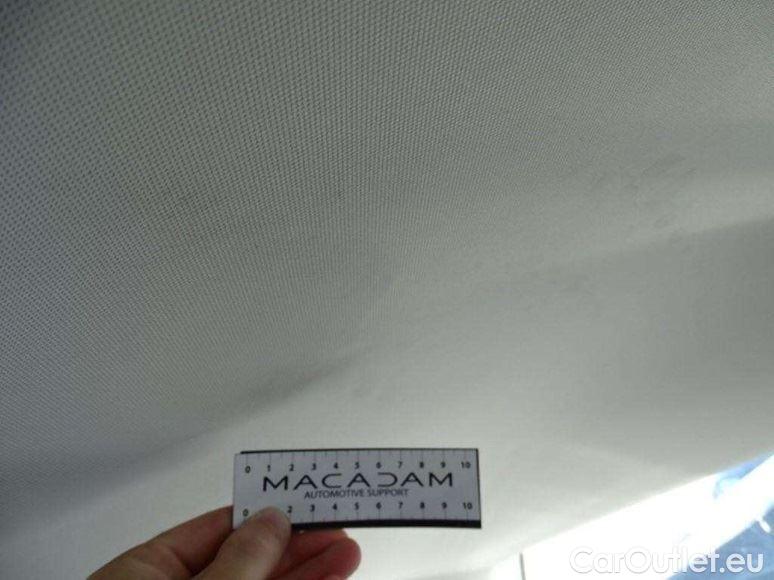 0 1 2 3 4 5 6 7 8 9 10
MACADAM
AUTOMOTIVE SUPPORT
0 2 3 4 5 6 7 8 9 10
CarOutlet.eu